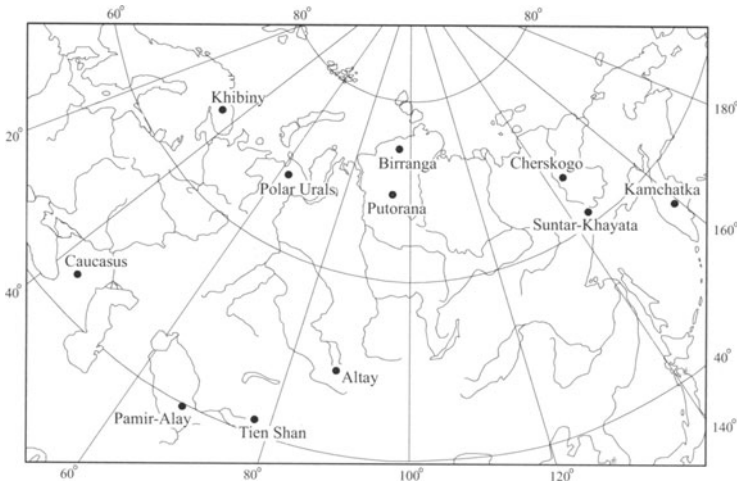 60°
80°
80°
Khibiny
180°
20°
Birranga
Cherskogo
Polar Urals
Kamchatka
Putorana
Suntar-Khayata
160°
Caucasus
40°
40°
Altay
Pamir-Alay
Tien Shan
140°
60°
80°
100°
120°